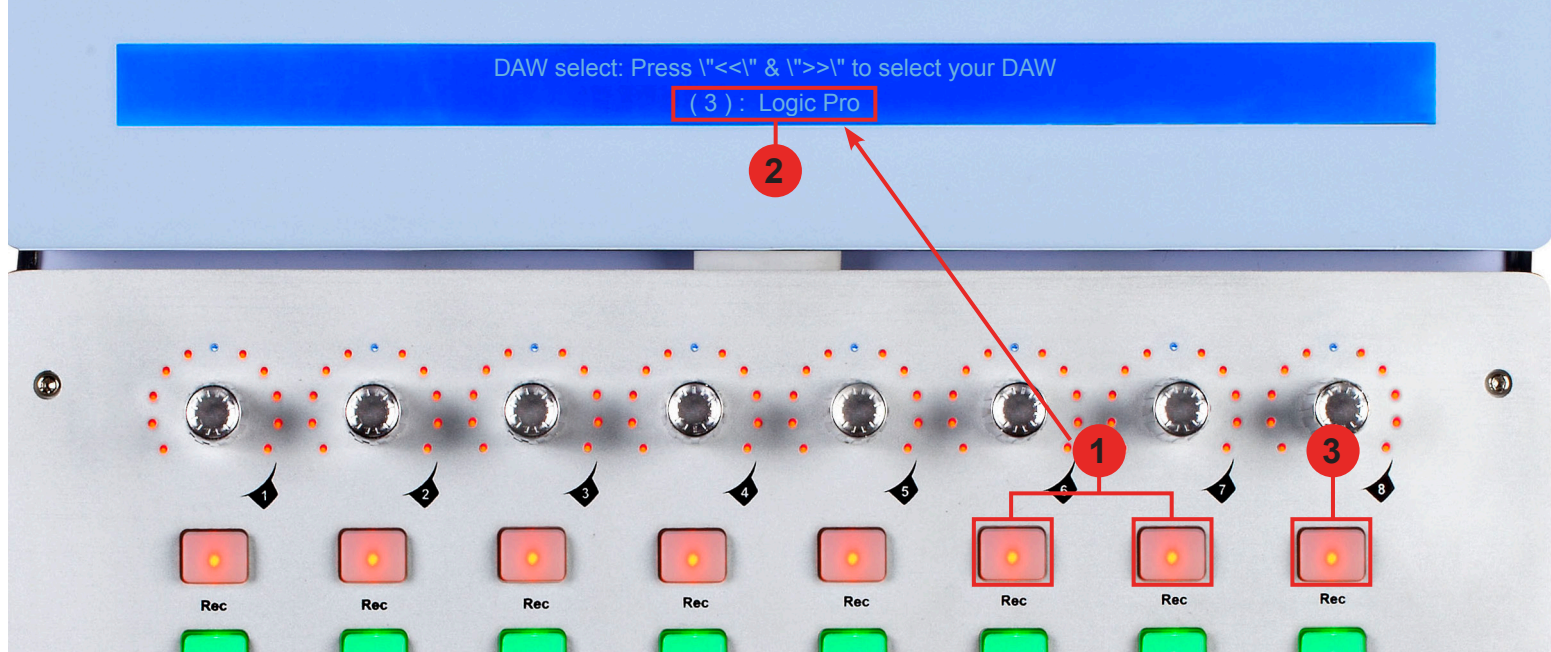 DAW select: Press \"<<\" & \">>\" to select your DAW
( 3 ) : Logic Pro
2
1
3
1 2 3 4 5 6 7 8
Rec Rec Rec Rec Rec Rec Rec Rec